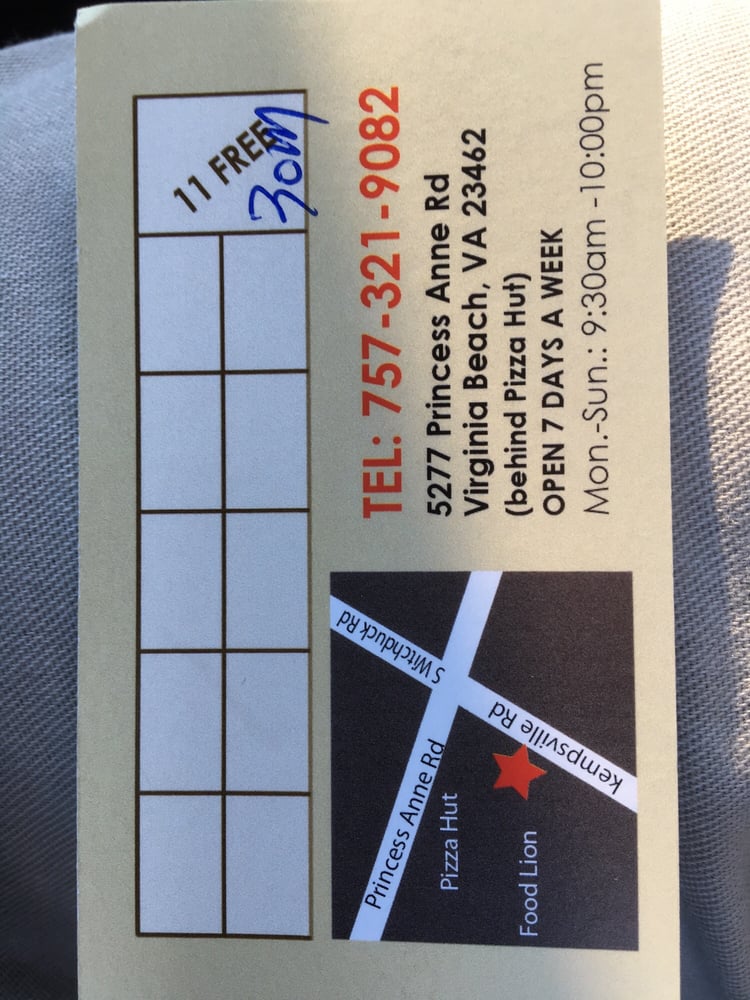 11 FREE
30m
TEL: 757-321-9082
5277 Princess Anne Rd
Virginia Beach, VA 23462
(behind Pizza Hut)
OPEN 7 DAYS A WEEK
Mon.-Sun.: 9:30am -10:00pm
S Witchduck Rd
Kempsville Rd
Princess Anne Rd
Pizza Hut
Food Lion